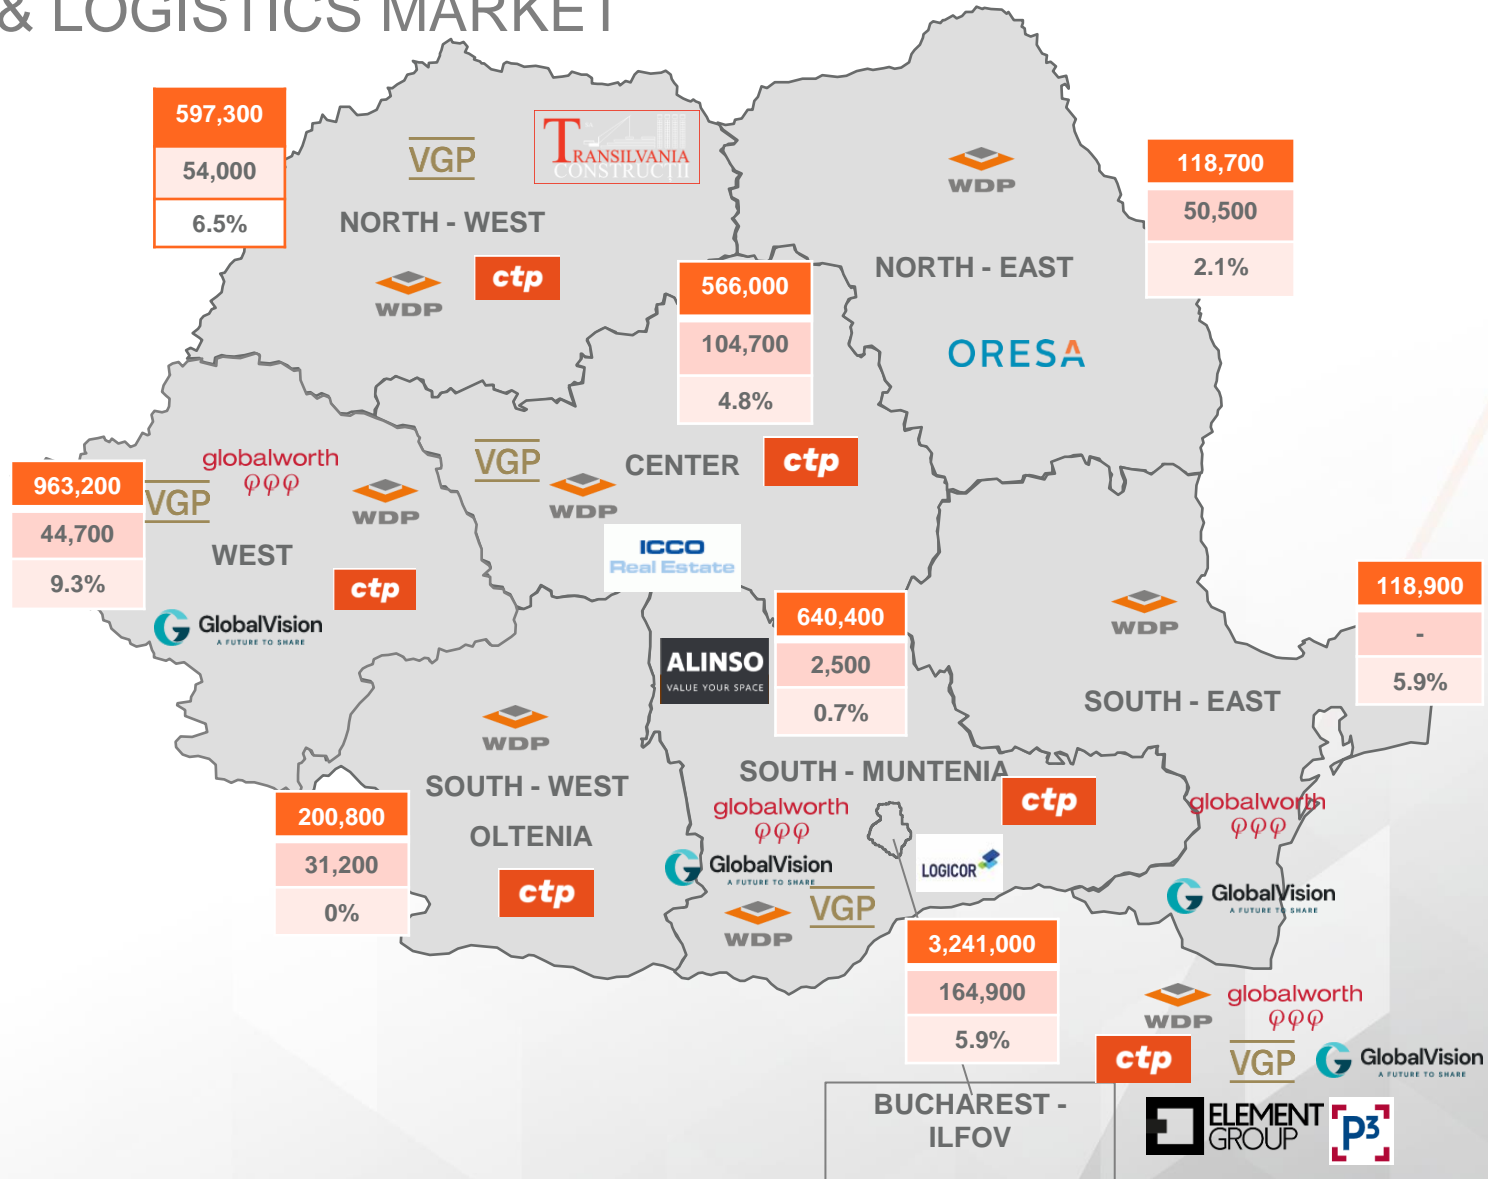 & LOGISTICS MARKET
597,300
54,000
6.5%
VGP
TRANSILVANIA
CONSTRUCȚII
NORTH - WEST
WDP
ctp
WDP
118,700
50,500
2.1%
NORTH - EAST
ORESA
566,000
104,700
4.8%
VGP
WDP
CENTER
ctp
ICCO
Real Estate
963,200
44,700
9.3%
VGP
globalworth
φφφ
WDP
WEST
ctp
GlobalVision
A FUTURE TO SHARE
118,900
-
5.9%
WDP
SOUTH - EAST
globalworth
φφφ
GlobalVision
A FUTURE TO SHARE
640,400
2,500
0.7%
ALINSO
VALUE YOUR SPACE
SOUTH - MUNTENIA
ctp
globalworth
φφφ
GlobalVision
A FUTURE TO SHARE
LOGICOR
WDP
VGP
WDP
SOUTH - WEST
OLTENIA
ctp
200,800
31,200
0%
3,241,000
164,900
5.9%
BUCHAREST -
ILFOV
WDP
globalworth
φφφ
ctp
VGP
GlobalVision
A FUTURE TO SHARE
ELEMENT
GROUP
P3